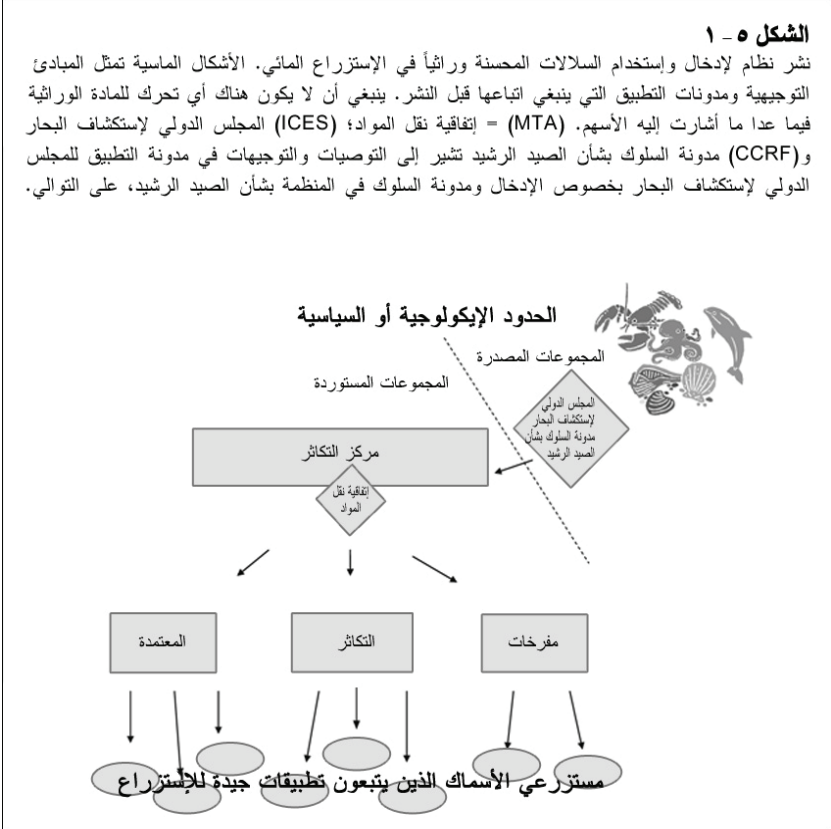 الشكل ٥ – ١
نشر نظام لإدخال وإستخدام السلالات المحسنة وراثياً في الإستزراع المائي. الأشكال الماسية تمثل المبادئ
التوجيهية ومدونات التطبيق التي ينبغي اتباعها قبل النشر. ينبغي أن لا يكون هناك أي تحرك للمادة الوراثية
فيما عدا ما أشارت إليه الأسهم. (MTA) = إتفاقية نقل المواد؛ (ICES) المجلس الدولي لإستكشاف البحار
و(CCRF) مدونة السلوك بشأن الصيد الرشيد تشير إلى التوصيات والتوجيهات في مدونة التطبيق للمجلس
الدولي لإستكشاف البحار بخصوص الإدخال ومدونة السلوك في المنظمة بشأن الصيد الرشيد، على التوالي.
الحدود الإيكولوجية أو السياسية
المجموعات المصدرة
المجموعات المستوردة
المجلس الدولي
لإستكشاف البحار
مدونة السلوك بشأن
الصيد الرشيد
مركز التكاثر
إتفاقية نقل
المواد
مفرخات
التكاثر
المعتمدة
مستزرعي الأسماك الذين يتبعون تطبيقات جيدة للإستزراع